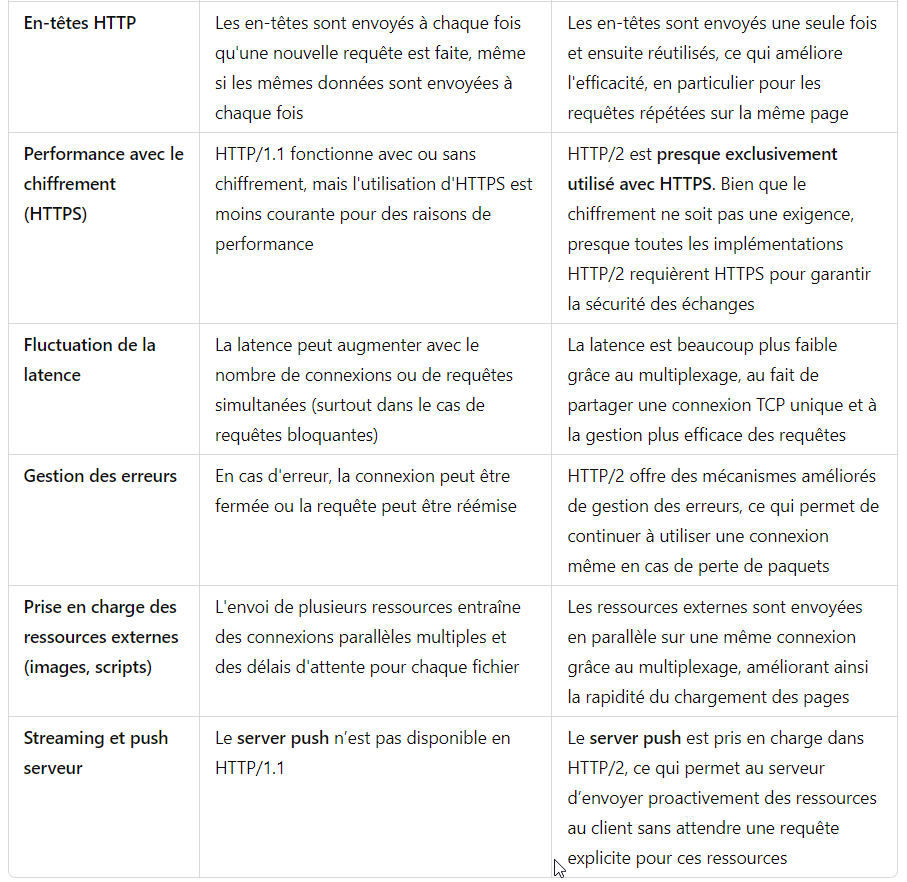 En-têtes HTTP
Les en-têtes sont envoyés à chaque fois
qu'une nouvelle requête est faite, même
si les mêmes données sont envoyées à
chaque fois
Les en-têtes sont envoyés une seule fois
et ensuite réutilisés, ce qui améliore
l'efficacité, en particulier pour les
requêtes répétées sur la même page
Performance avec le
chiffrement
(HTTPS)
HTTP/1.1 fonctionne avec ou sans
chiffrement, mais l'utilisation d'HTTPS est
moins courante pour des raisons de
performance
HTTP/2 est presque exclusivement
utilisé avec HTTPS. Bien que le
chiffrement ne soit pas une exigence,
presque toutes les implémentations
HTTP/2 requièrent HTTPS pour garantir
la sécurité des échanges
Fluctuation de la
latence
La latence peut augmenter avec le
nombre de connexions ou de requêtes
simultanées (surtout dans le cas de
requêtes bloquantes)
La latence est beaucoup plus faible
grâce au multiplexage, au fait de
partager une connexion TCP unique et à
la gestion plus efficace des requêtes
Gestion des erreurs
En cas d'erreur, la connexion peut être
fermée ou la requête peut être réémise
HTTP/2 offre des mécanismes améliorés
de gestion des erreurs, ce qui permet de
continuer à utiliser une connexion
même en cas de perte de paquets
Prise en charge des
ressources externes
(images, scripts)
L'envoi de plusieurs ressources entraîne
des connexions parallèles multiples et
des délais d'attente pour chaque fichier
Les ressources externes sont envoyées
en parallèle sur une même connexion
grâce au multiplexage, améliorant ainsi
la rapidité du chargement des pages
Streaming et push
serveur
Le server push n’est pas disponible en
HTTP/1.1
Le server push est pris en charge dans
HTTP/2, ce qui permet au serveur
d’envoyer proactivement des ressources
au client sans attendre une requête
explicite pour ces ressources